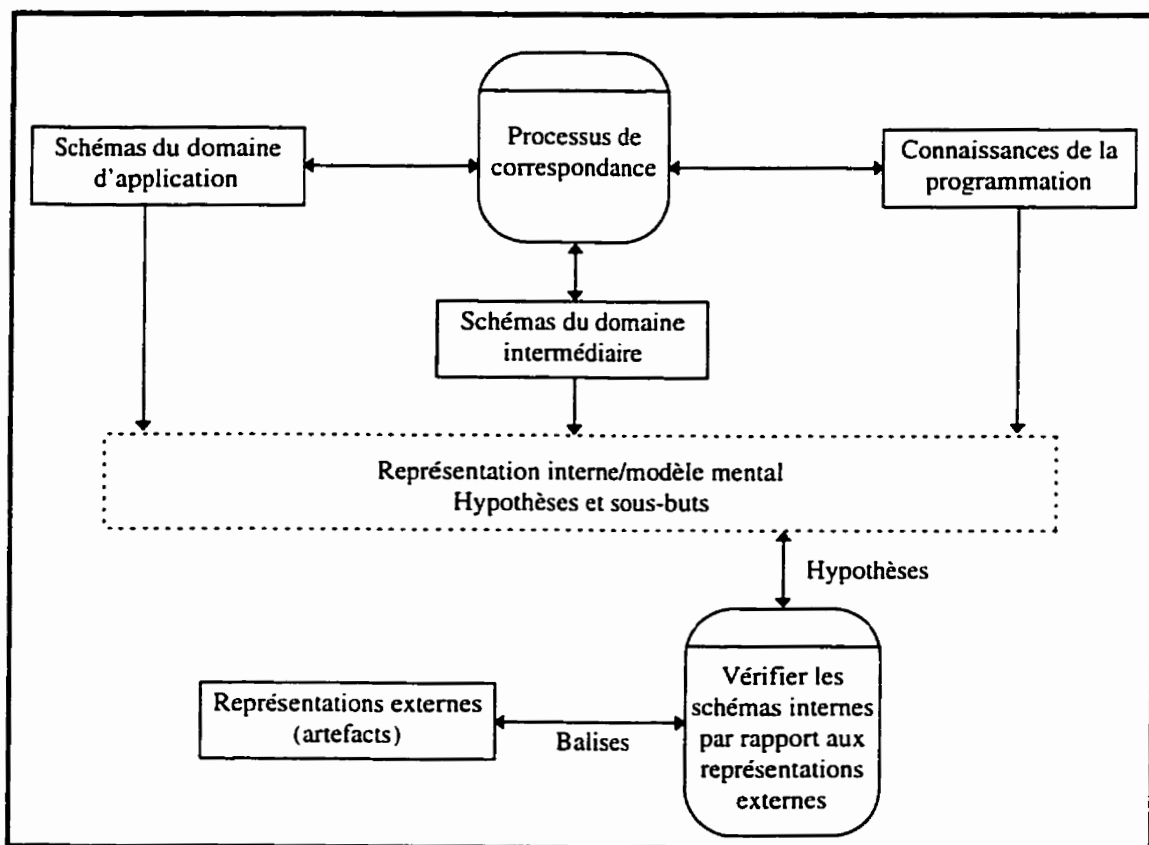 Processus de
correspondance
Schémas du domaine
d'application
Connaissances de la
programmation
Schémas du domaine
intermédiaire
Représentation interne/modèle mental
Hypothèses et sous-buts
Hypothèses
Représentations externes
(artefacts)
Balises
Vérifier les
schémas internes
par rapport aux
représentations
externes